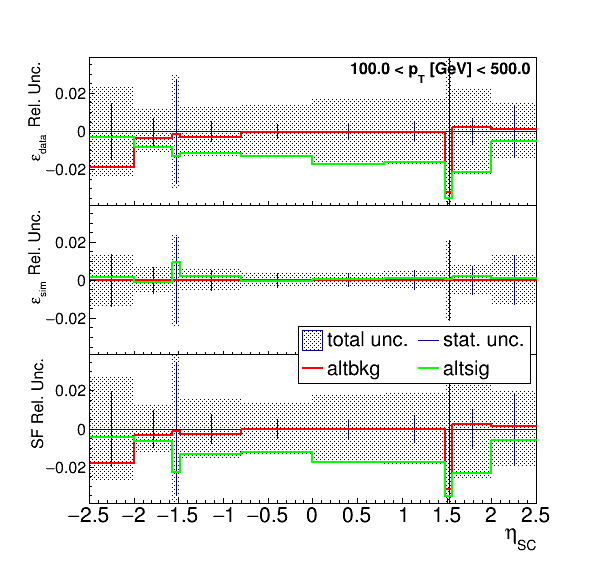 100.0 < p_T [GeV] < 500.0
ε_data Rel. Unc.
0.02
0
−0.02
ε_sim Rel. Unc.
0.02
0
−0.02
total unc.
stat. unc.
altbkg
altsig
SF Rel. Unc.
0.02
0
−0.02
−2.5 −2 −1.5 −1 −0.5 0 0.5 1 1.5 2 2.5
η_SC